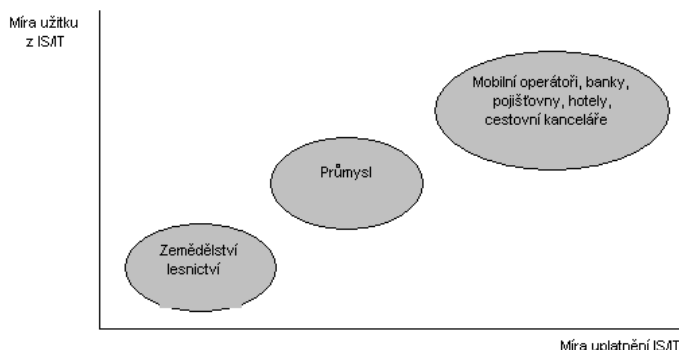 Míra užitku
z IS/IT
Mobilní operátoři, banky,
pojišťovny, hotely,
cestovní kanceláře
Průmysl
Zemědělství
lesnictví
Míra uplatnění IS/IT